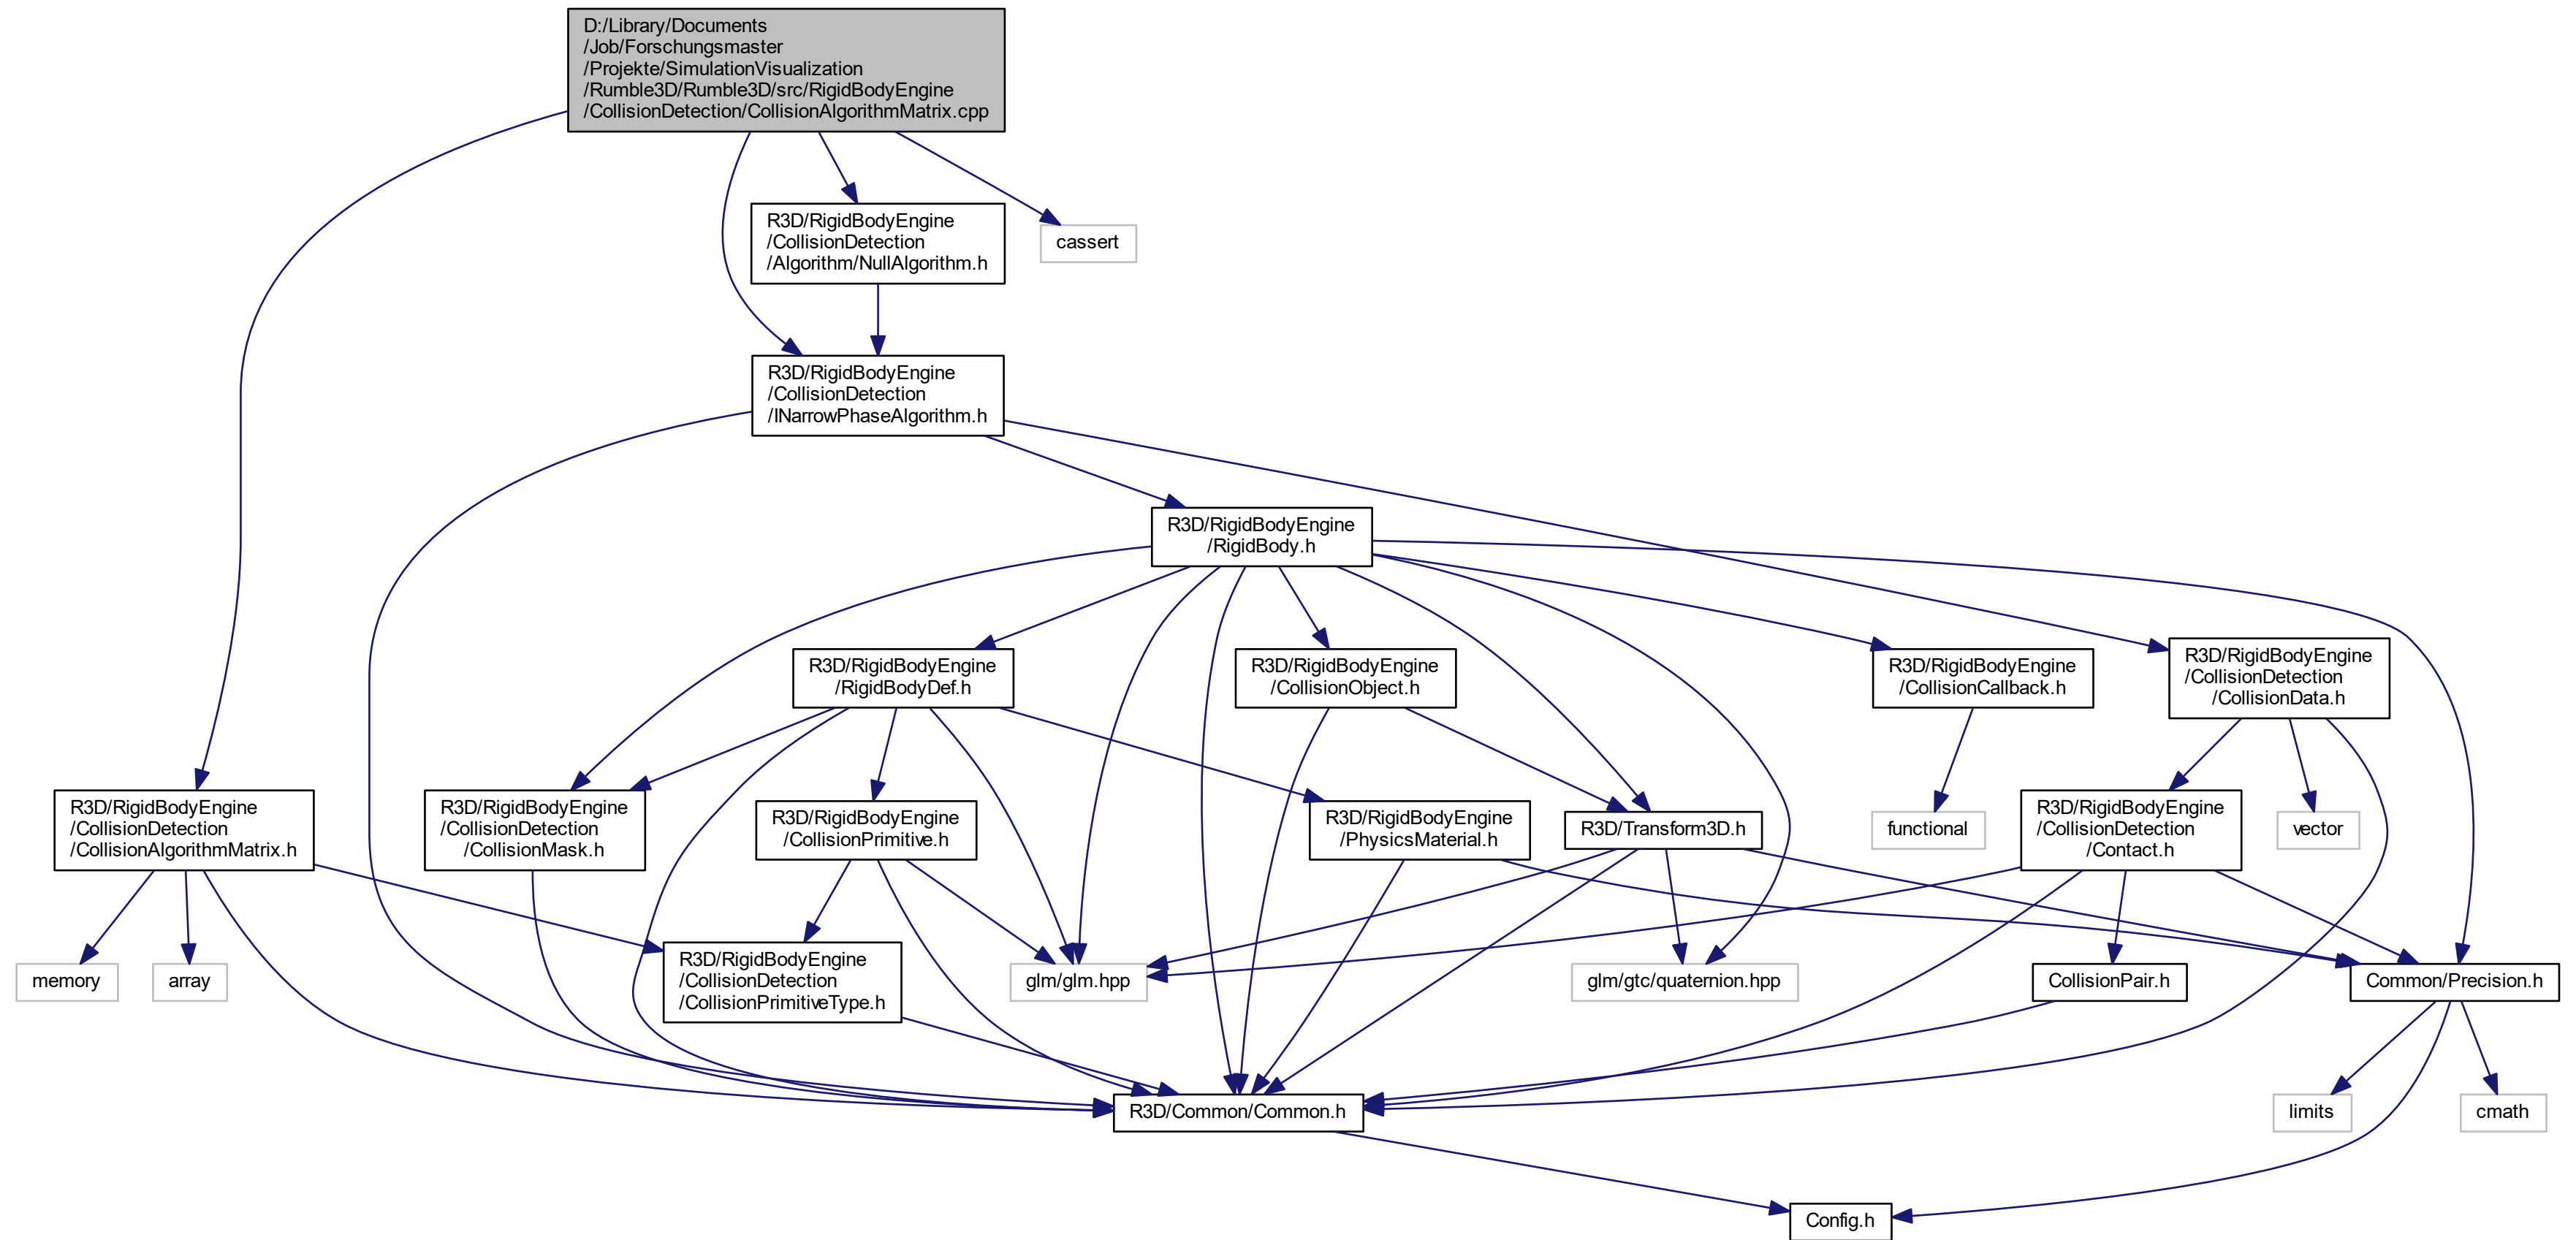 D:/Library/Documents
/Job/Forschungsmaster
/Projekte/SimulationVisualization
/Rumble3D/Rumble3D/src/RigidBodyEngine
/CollisionDetection/CollisionAlgorithmMatrix.cpp
R3D/RigidBodyEngine
/CollisionDetection
/Algorithm/NullAlgorithm.h
cassert
R3D/RigidBodyEngine
/CollisionDetection
/INarrowPhaseAlgorithm.h
R3D/RigidBodyEngine
/RigidBody.h
R3D/RigidBodyEngine
/RigidBodyDef.h
R3D/RigidBodyEngine
/CollisionObject.h
R3D/RigidBodyEngine
/CollisionCallback.h
R3D/RigidBodyEngine
/CollisionDetection
/CollisionData.h
R3D/RigidBodyEngine
/CollisionDetection
/CollisionAlgorithmMatrix.h
R3D/RigidBodyEngine
/CollisionDetection
/CollisionMask.h
R3D/RigidBodyEngine
/CollisionPrimitive.h
R3D/RigidBodyEngine
/PhysicsMaterial.h
R3D/Transform3D.h
functional
R3D/RigidBodyEngine
/CollisionDetection
/Contact.h
vector
memory
array
R3D/RigidBodyEngine
/CollisionDetection
/CollisionPrimitiveType.h
glm/glm.hpp
glm/gtc/quaternion.hpp
CollisionPair.h
Common/Precision.h
R3D/Common/Common.h
limits
cmath
Config.h